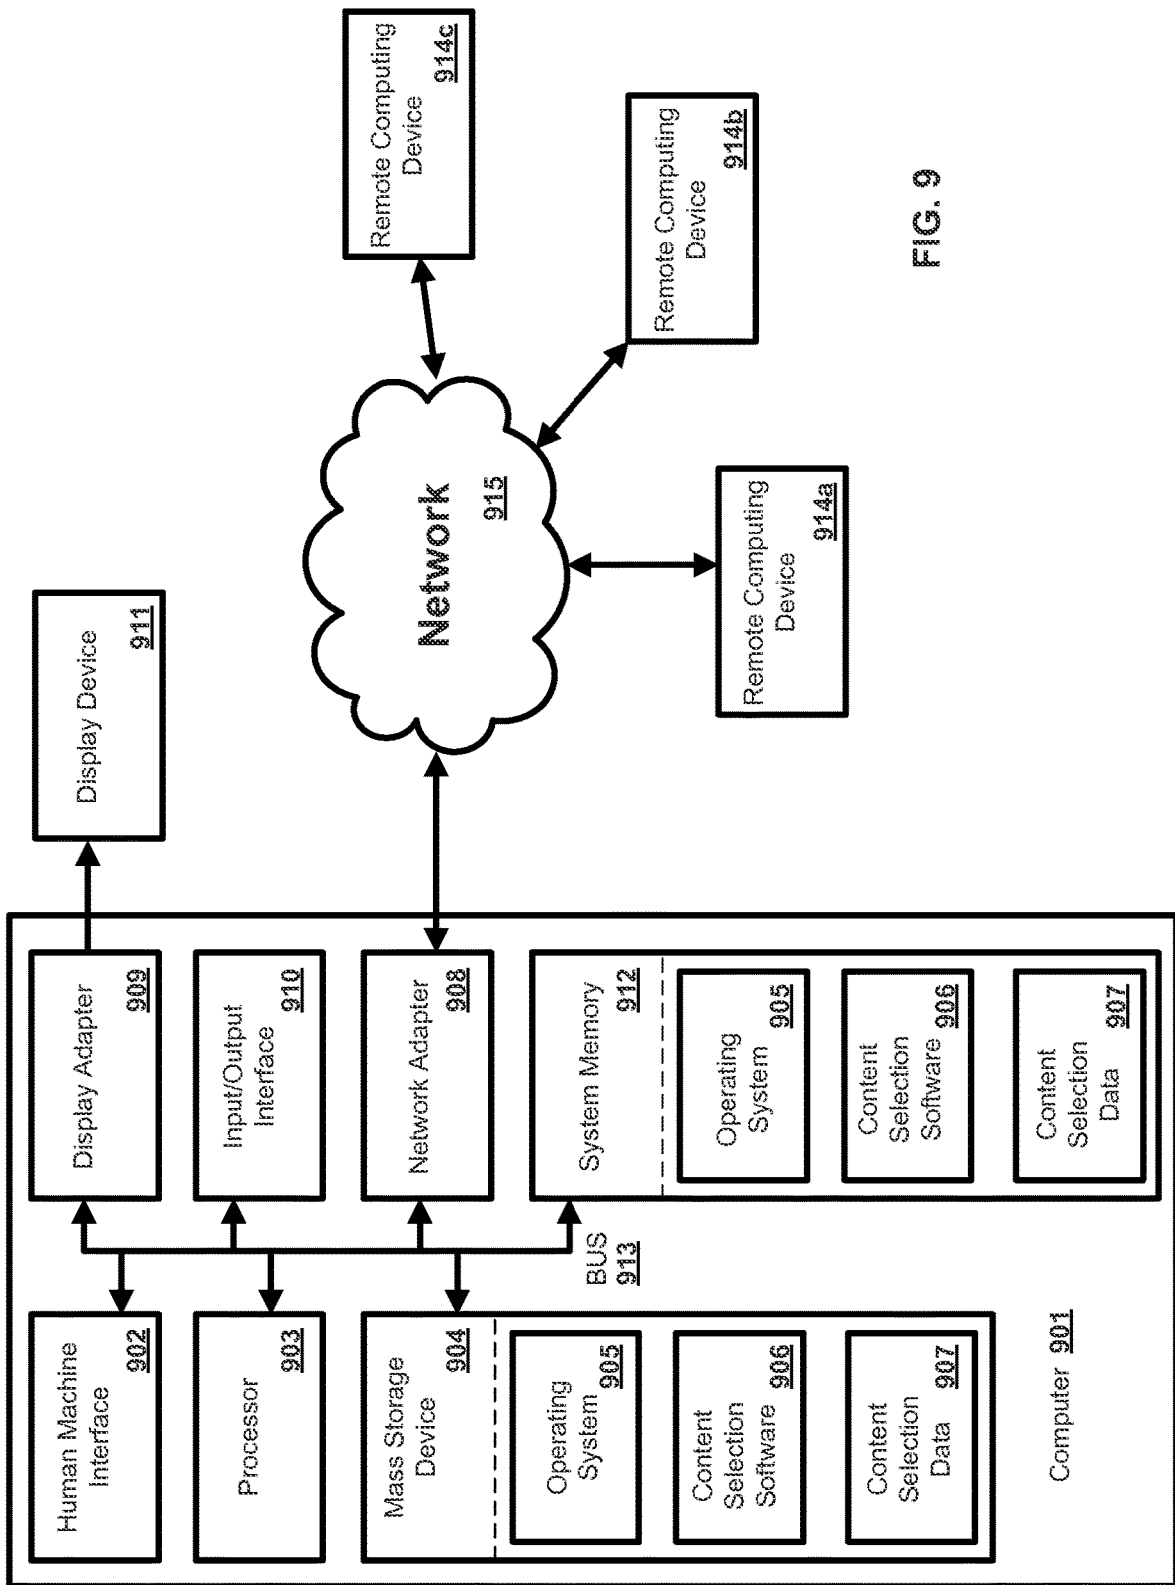 Human Machine
Interface
902
Processor
903
Mass Storage
Device
904
Operating
System
905
Content
Selection
Software
906
Content
Selection
Data
907
Computer 901
BUS
913
Display Adapter
909
Input/Output
Interface
910
Network Adapter
908
System Memory
912
Operating
System
905
Content
Selection
Software
906
Content
Selection
Data
907
Display Device
911
Network
915
Remote Computing
Device
914a
Remote Computing
Device
914b
Remote Computing
Device
914c
FIG. 9